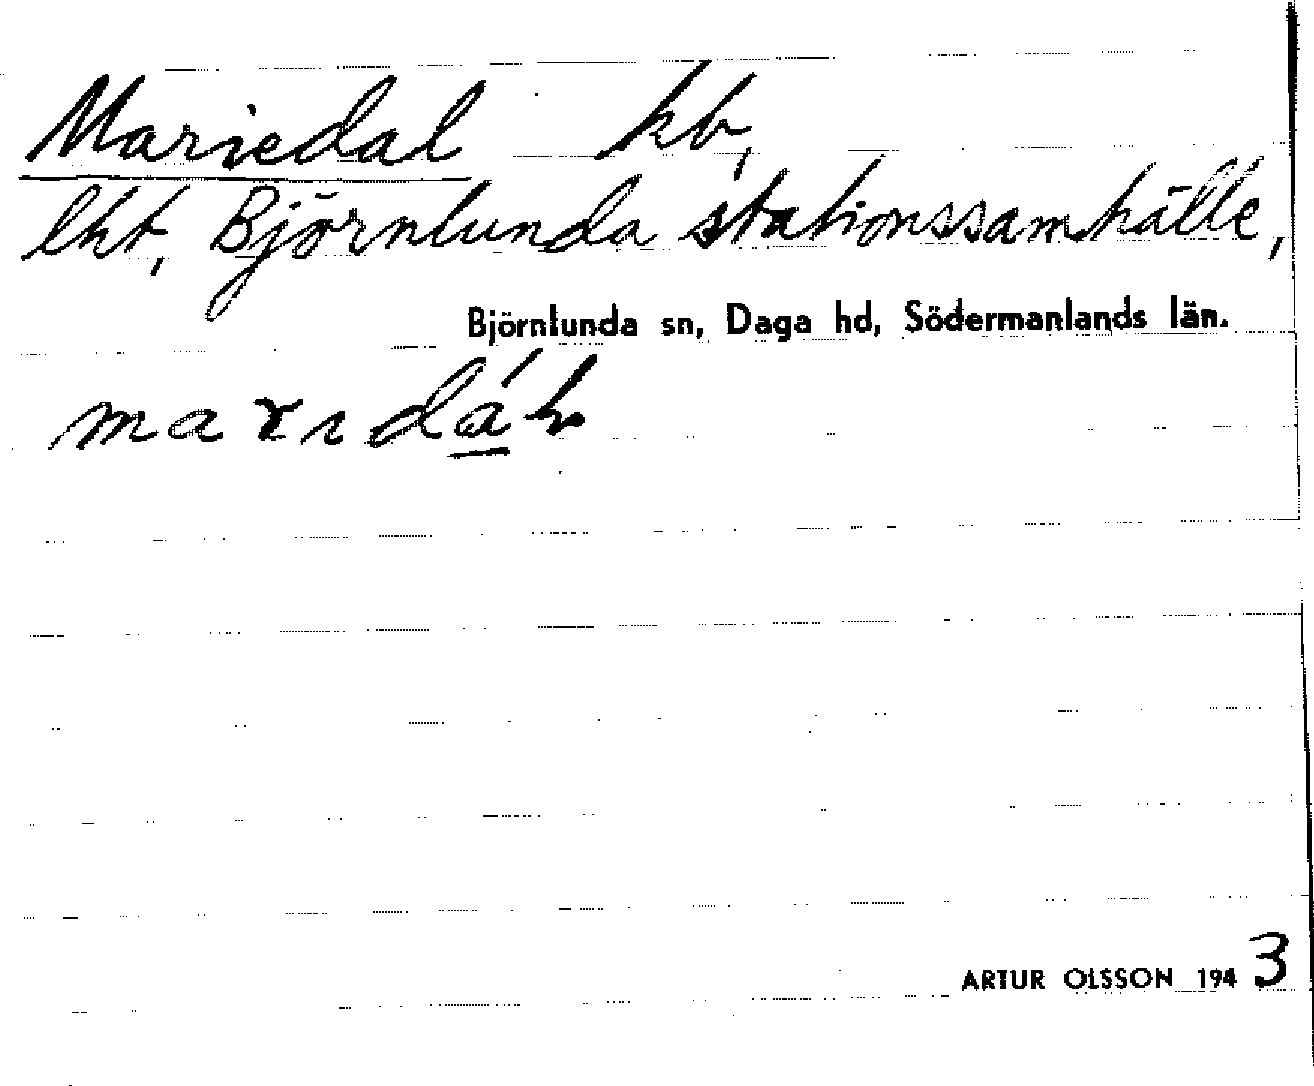 Mariedal kb,
lht, Björnlunda stationssamhälle,
Björnlunda sn, Daga hd, Södermanlands län.
ARTUR OLSSON 1943